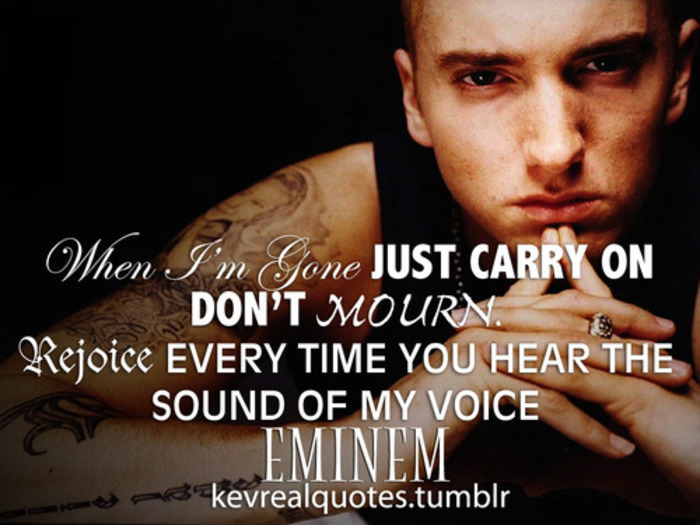 When I'm Gone JUST CARRY ON
DON'T MOURN.
Rejoice EVERY TIME YOU HEAR THE
SOUND OF MY VOICE
EMINEM
kevrealquotes.tumblr